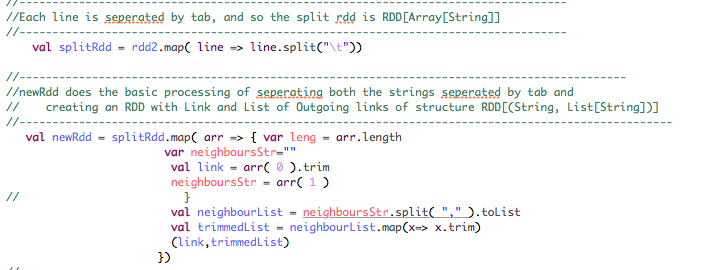 //----------------------------------------------------------------------------
//Each line is seperated by tab, and so the split rdd is RDD[Array[String]]
//----------------------------------------------------------------------------
val splitRdd = rdd2.map( line => line.split("\t"))
//------------------------------------------------------------------------------------
//newRdd does the basic processing of seperating both the strings seperated by tab and
// creating an RDD with Link and List of Outgoing links of structure RDD[(String, List[String])]
//-------------------------------------------------------------------------------------------
val newRdd = splitRdd.map( arr => { var leng = arr.length
var neighboursStr=""
val link = arr( 0 ).trim
neighboursStr = arr( 1 )
// }
val neighbourList = neighboursStr.split( "," ).toList
val trimmedList = neighbourList.map(x=> x.trim)
(link,trimmedList)
})